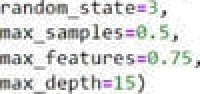 random_state=3,
max_samples=0.5,
max_features=0.75,
max_depth=15)